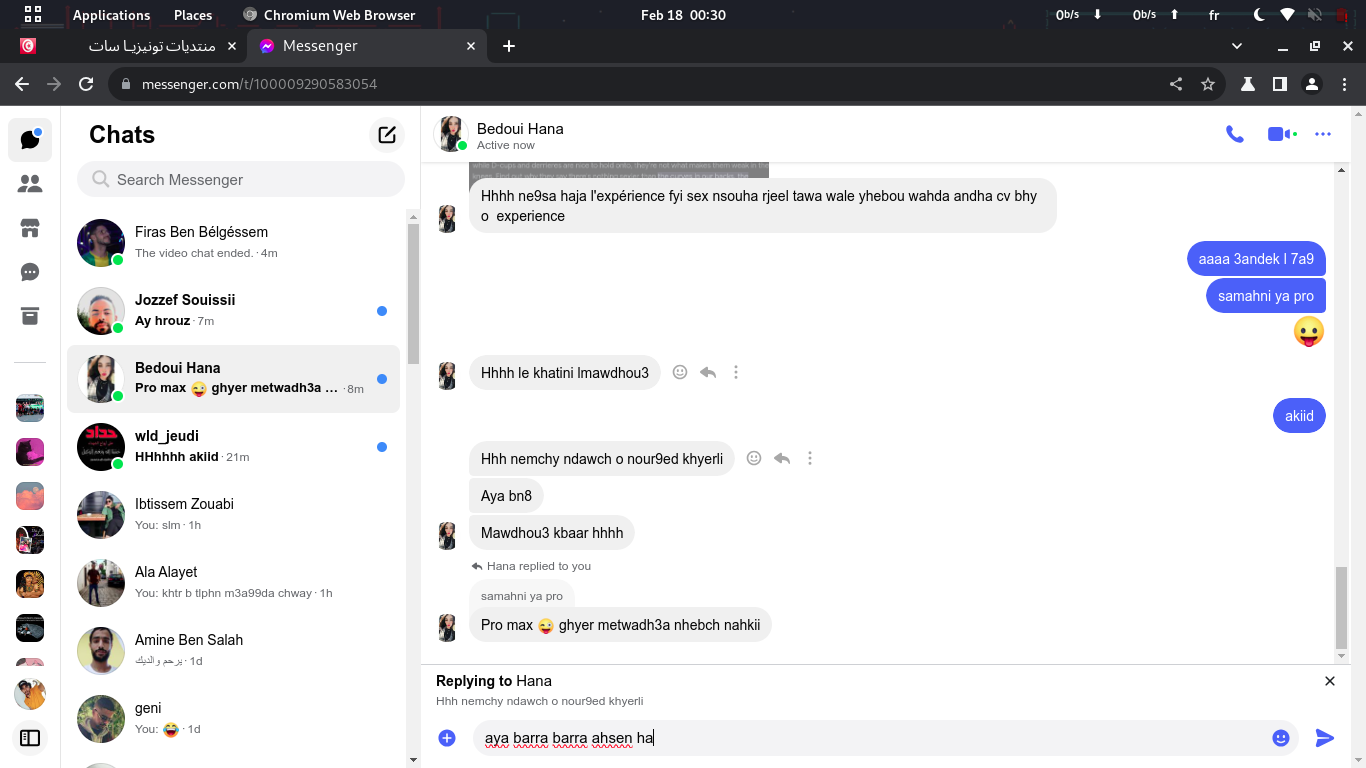 Applications Places Chromium Web Browser Feb 18 00:30 0b/s 0b/s fr
منتديات تونيزيـا سات
Messenger
messenger.com/t/100009290583054
Chats
Search Messenger
Firas Ben Bélgéssem
The video chat ended. · 4m
Jozzef Souissii
Ay hrouz · 7m
Bedoui Hana
Pro max 😜 ghyer metwadh3a ... · 8m
wld_jeudi
HHhhhh akiid · 21m
Ibtissem Zouabi
You: slm · 1h
Ala Alayet
You: khtr b tlphn m3a99da chway · 1h
Amine Ben Salah
يرحم والديك · 1d
geni
You: 😂 · 1d
Bedoui Hana
Active now
Hhhh ne9sa haja l'expérience fyi sex nsouha rjeel tawa wale yhebou wahda andha cv bhy
o experience
aaaa 3andek l 7a9
samahni ya pro
😛
Hhhh le khatini lmawdhou3
akiid
Hhh nemchy ndawch o nour9ed khyerli
Aya bn8
Mawdhou3 kbaar hhhh
Hana replied to you
samahni ya pro
Pro max 😜 ghyer metwadh3a nhebch nahkii
Replying to Hana
Hhh nemchy ndawch o nour9ed khyerli
aya barra barra ahsen ha